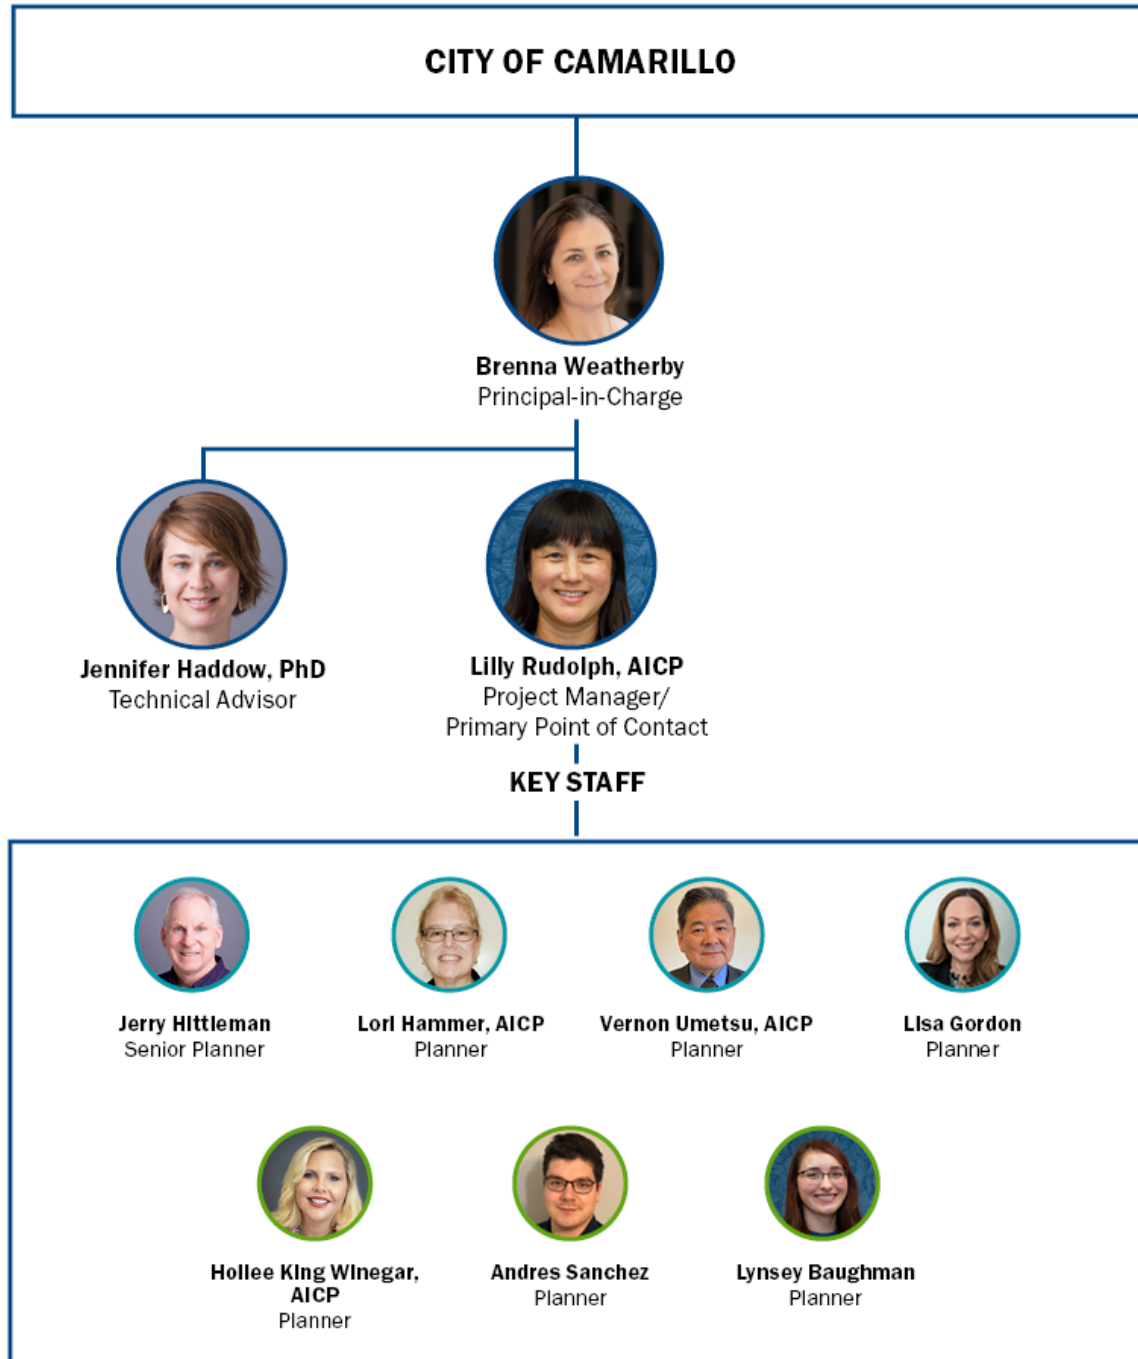 CITY OF CAMARILLO
Brenna Weatherby
Principal-in-Charge
Jennifer Haddow, PhD
Technical Advisor
Lilly Rudolph, AICP
Project Manager/
Primary Point of Contact
KEY STAFF
Jerry Hittleman
Senior Planner
Lori Hammer, AICP
Planner
Vernon Umetsu, AICP
Planner
Lisa Gordon
Planner
Hollee King Winegar,
AICP
Planner
Andres Sanchez
Planner
Lynsey Baughman
Planner